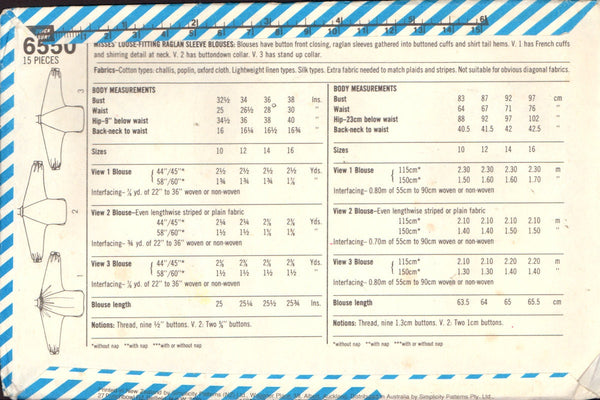 6550
15 PIECES
MISSES' LOOSE-FITTING RAGLAN SLEEVE BLOUSES: Blouses have button front closing, raglan sleeves gathered into buttoned cuffs and shirt tail hems. V. 1 has French cuffs
and shirring detail at neck. V. 2 has buttondown collar. V. 3 has stand up collar.
Fabrics–Cotton types: challis, poplin, oxford cloth. Lightweight linen types. Silk types. Extra fabric needed to match plaids and stripes. Not suitable for obvious diagonal fabrics.
BODY MEASUREMENTS
Bust 32½ 34 36 38 Ins.
Waist 25 26½ 28 30 "
Hip–9" below waist 34½ 36 38 40 "
Back-neck to waist 16 16¼ 16½ 16¾ "
Sizes 10 12 14 16
View 1 Blouse { 44"/45"* 2½ 2½ 2½ 2½ Yds.
58"/60"* 1¾ 1¾ 1¾ 1⅞ "
Interfacing– ⅞ yd. of 22" to 36" woven or non-woven
View 2 Blouse–Even lengthwise striped or plain fabric
44"/45"* 2¼ 2¼ 2⅜ 2⅜ Yds.
58"/60"* 1½ 1½ 1⅝ 1⅝ "
Interfacing– ¾ yd. of 22" to 36" woven or non-woven
View 3 Blouse { 44"/45"* 2⅜ 2⅜ 2⅜ 2⅜ Yds.
58"/60"* 1½ 1½ 1½ 1½ "
Interfacing– ⅞ yd. of 22" to 36" woven or non-woven
Blouse length 25 25¼ 25½ 25¾ Ins.
Notions: Thread, nine ½" buttons. V. 2: Two ⅜" buttons.
*without nap **with nap ***with or without nap
BODY MEASUREMENTS
Bust 83 87 92 97 cm
Waist 64 67 71 76 "
Hip–23cm below waist 88 92 97 102 "
Back-neck to waist 40.5 41.5 42 42.5 "
Sizes 10 12 14 16
View 1 Blouse { 115cm* 2.30 2.30 2.30 2.30 m
150cm* 1.50 1.60 1.60 1.70 "
Interfacing–0.80m of 55cm to 90cm woven or non-woven
View 2 Blouse–Even lengthwise striped or plain fabric
115cm* 2.10 2.10 2.10 2.10 m
150cm* 1.40 1.40 1.50 1.50 "
Interfacing–0.70m of 55cm to 90cm woven or non-woven
View 3 Blouse { 115cm* 2.10 2.20 2.20 2.20 m
150cm* 1.30 1.30 1.40 1.40 "
Interfacing–0.80m of 55cm to 90cm woven or non-woven
Blouse length 63.5 64 65 65.5 cm
Notions: Thread, nine 1.3cm buttons. V. 2: Two 1cm buttons.
*without nap **with nap ***with or without nap
3
2
1
Printed in New Zealand by Simplicity Patterns (NZ) Ltd., Place, Mt. Albert, Auckland, Distributed in Australia by Simplicity Patterns Pty. Ltd.,